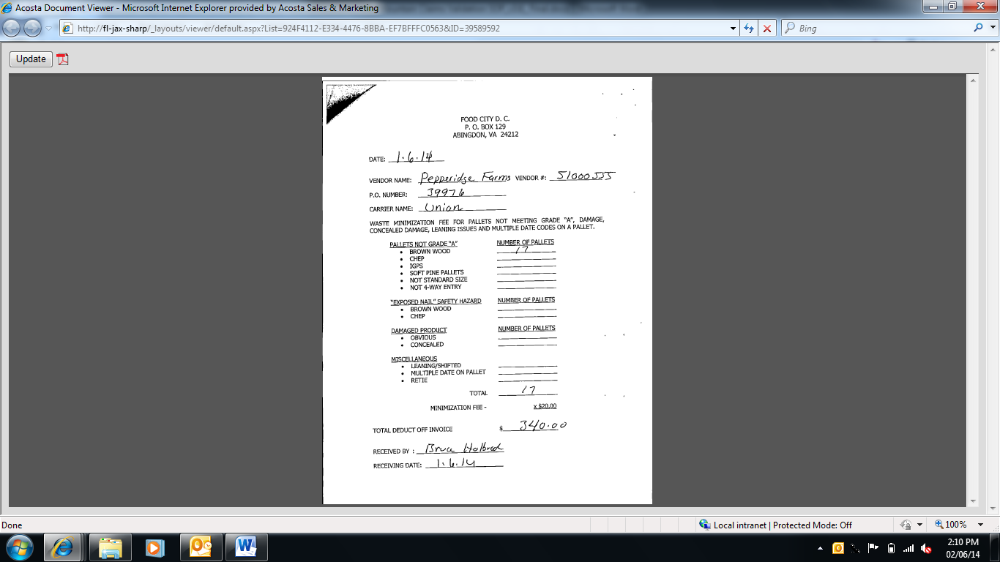 Acosta Document Viewer - Microsoft Internet Explorer provided by Acosta Sales & Marketing
http://fl-jax-sharp/_layouts/viewer/default.aspx?List=924F4112-E334-4476-8BBA-EF7BFFFC0563&ID=39589592
Bing
Update
FOOD CITY D. C.
P. O. BOX 129
ABINGDON, VA 24212
DATE: 1.6.14
VENDOR NAME: Pepperidge Farms VENDOR #: 51000555
P.O. NUMBER: 39976
CARRIER NAME: Union
WASTE MINIMIZATION FEE FOR PALLETS NOT MEETING GRADE "A", DAMAGE,
CONCEALED DAMAGE, LEANING ISSUES AND MULTIPLE DATE CODES ON A PALLET.
PALLETS NOT GRADE "A" NUMBER OF PALLETS
• BROWN WOOD 17
• CHEP
• IGPS
• SOFT PINE PALLETS
• NOT STANDARD SIZE
• NOT 4-WAY ENTRY
"EXPOSED NAIL" SAFETY HAZARD NUMBER OF PALLETS
• BROWN WOOD
• CHEP
DAMAGED PRODUCT NUMBER OF PALLETS
• OBVIOUS
• CONCEALED
MISCELLANEOUS
• LEANING/SHIFTED
• MULTIPLE DATE ON PALLET
• RETIE
TOTAL 17
MINIMIZATION FEE - x $20.00
TOTAL DEDUCT OFF INVOICE $ 340.00
RECEIVED BY : Bruce
RECEIVING DATE: 1.6.14
Done
Local intranet | Protected Mode: Off
100%
2:10 PM
02/06/14